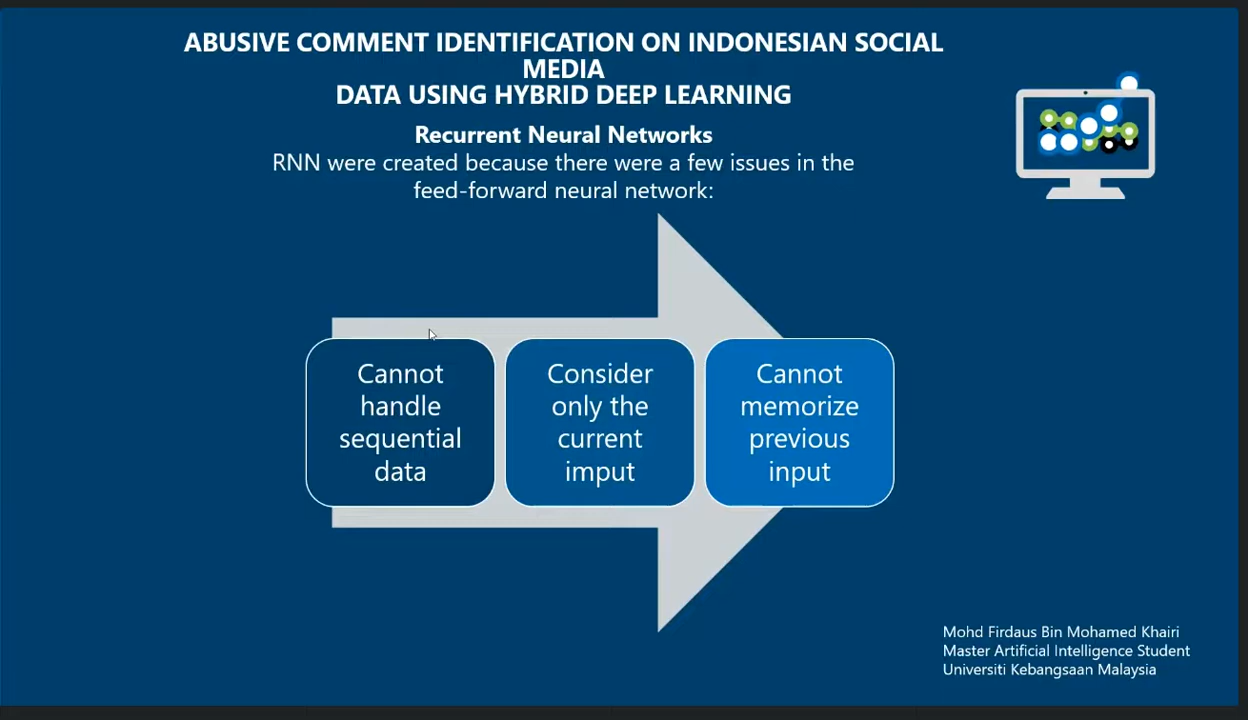 ABUSIVE COMMENT IDENTIFICATION ON INDONESIAN SOCIAL
MEDIA
DATA USING HYBRID DEEP LEARNING
Recurrent Neural Networks
RNN were created because there were a few issues in the
feed-forward neural network:
Cannot
handle
sequential
data
Consider
only the
current
imput
Cannot
memorize
previous
input
Mohd Firdaus Bin Mohamed Khairi
Master Artificial Intelligence Student
Universiti Kebangsaan Malaysia